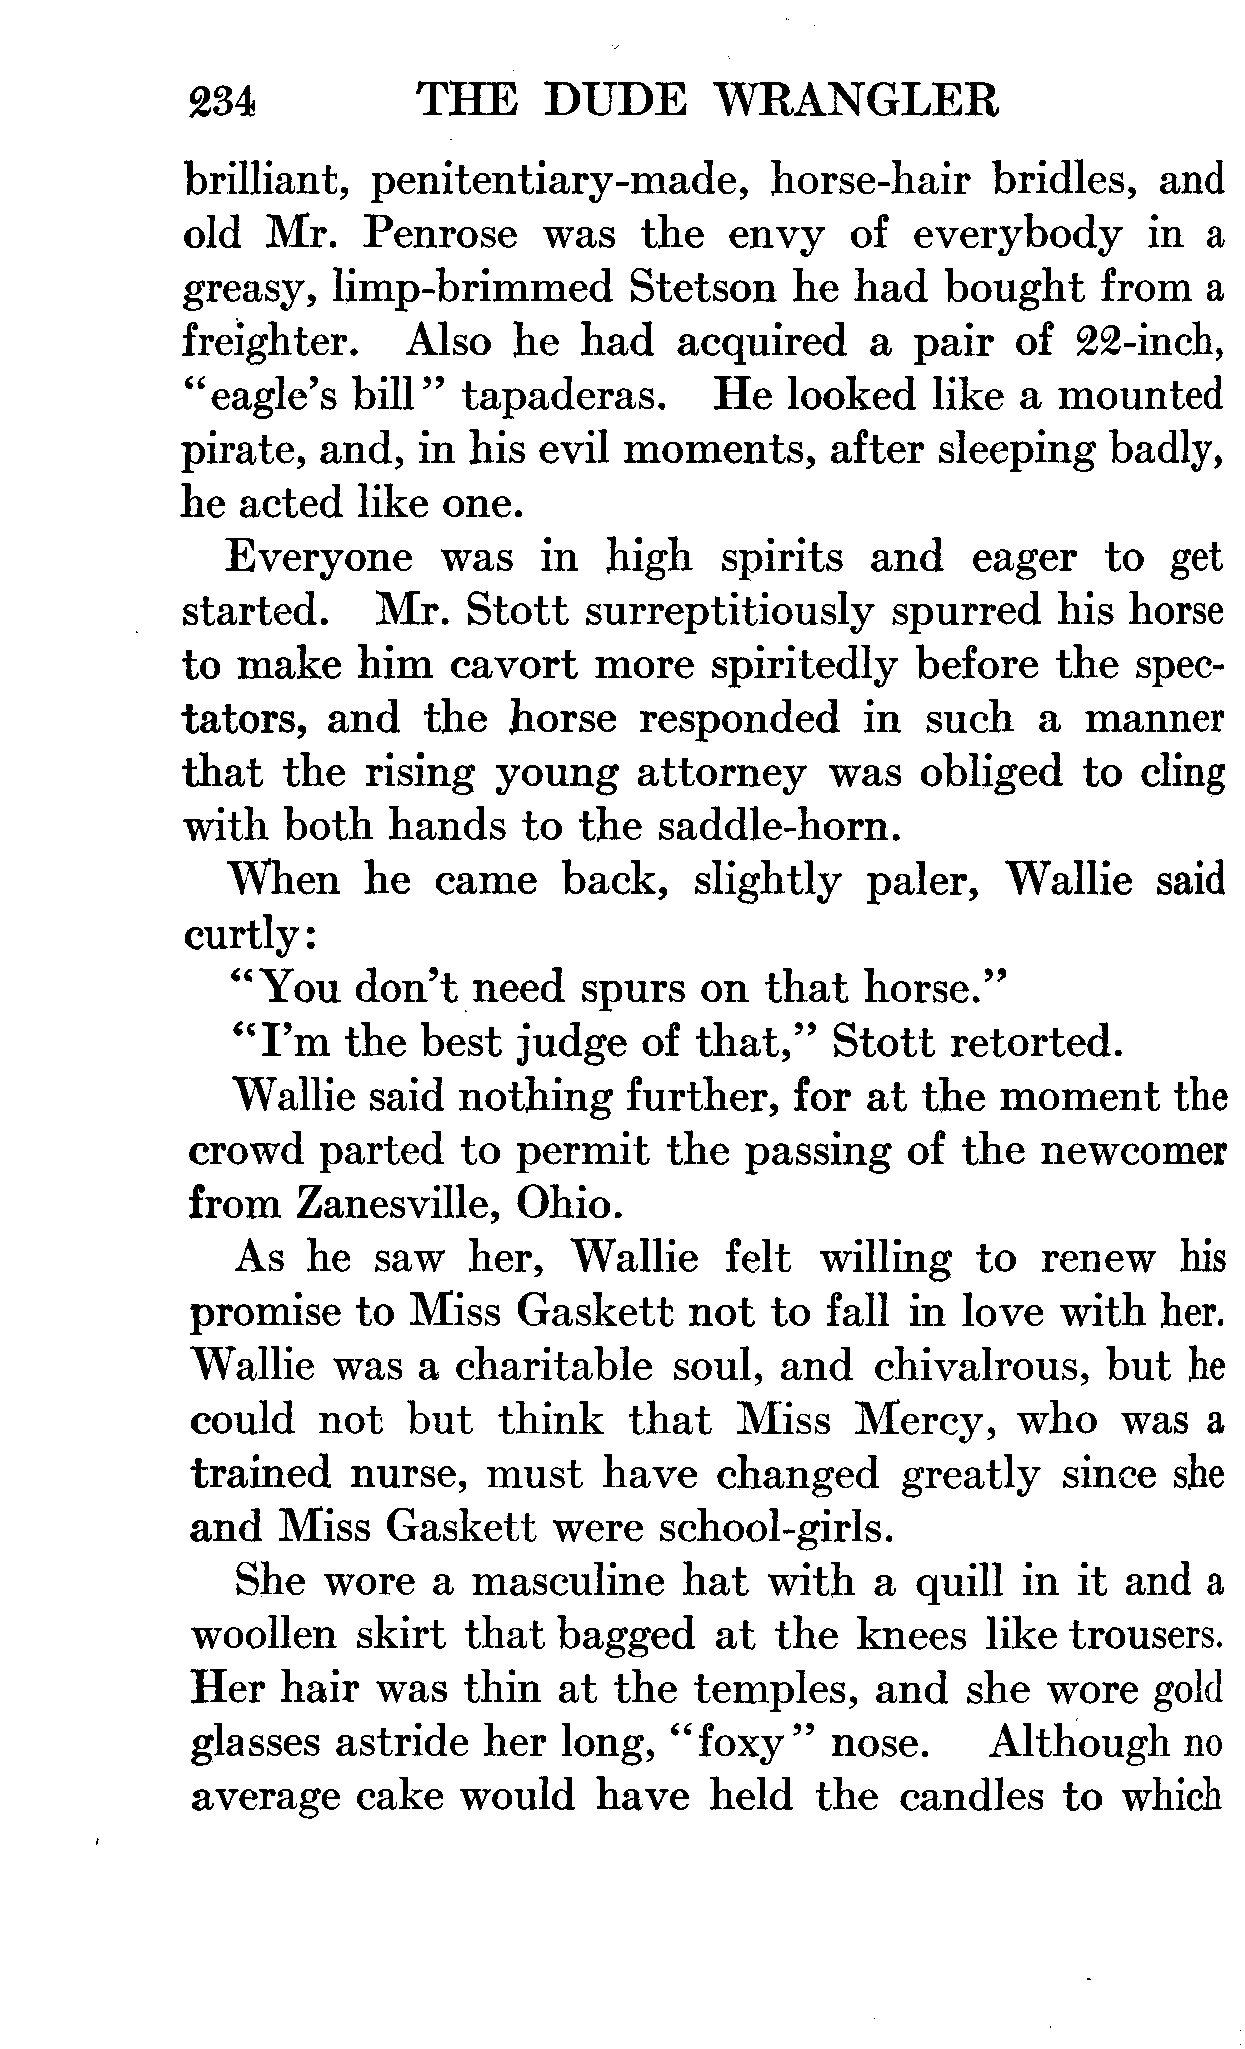 234 THE DUDE WRANGLER
brilliant, penitentiary-made, horse-hair bridles, and
old Mr. Penrose was the envy of everybody in a
greasy, limp-brimmed Stetson he had bought from a
freighter. Also he had acquired a pair of 22-inch,
“eagle’s bill” tapaderas. He looked like a mounted
pirate, and, in his evil moments, after sleeping badly,
he acted like one.
Everyone was in high spirits and eager to get
started. Mr. Stott surreptitiously spurred his horse
to make him cavort more spiritedly before the spec-
tators, and the horse responded in such a manner
that the rising young attorney was obliged to cling
with both hands to the saddle-horn.
When he came back, slightly paler, Wallie said
curtly:
“You don’t need spurs on that horse.”
“I’m the best judge of that,” Stott retorted.
Wallie said nothing further, for at the moment the
crowd parted to permit the passing of the newcomer
from Zanesville, Ohio.
As he saw her, Wallie felt willing to renew his
promise to Miss Gaskett not to fall in love with her.
Wallie was a charitable soul, and chivalrous, but he
could not but think that Miss Mercy, who was a
trained nurse, must have changed greatly since she
and Miss Gaskett were school-girls.
She wore a masculine hat with a quill in it and a
woollen skirt that bagged at the knees like trousers.
Her hair was thin at the temples, and she wore gold
glasses astride her long, “foxy” nose. Although no
average cake would have held the candles to which